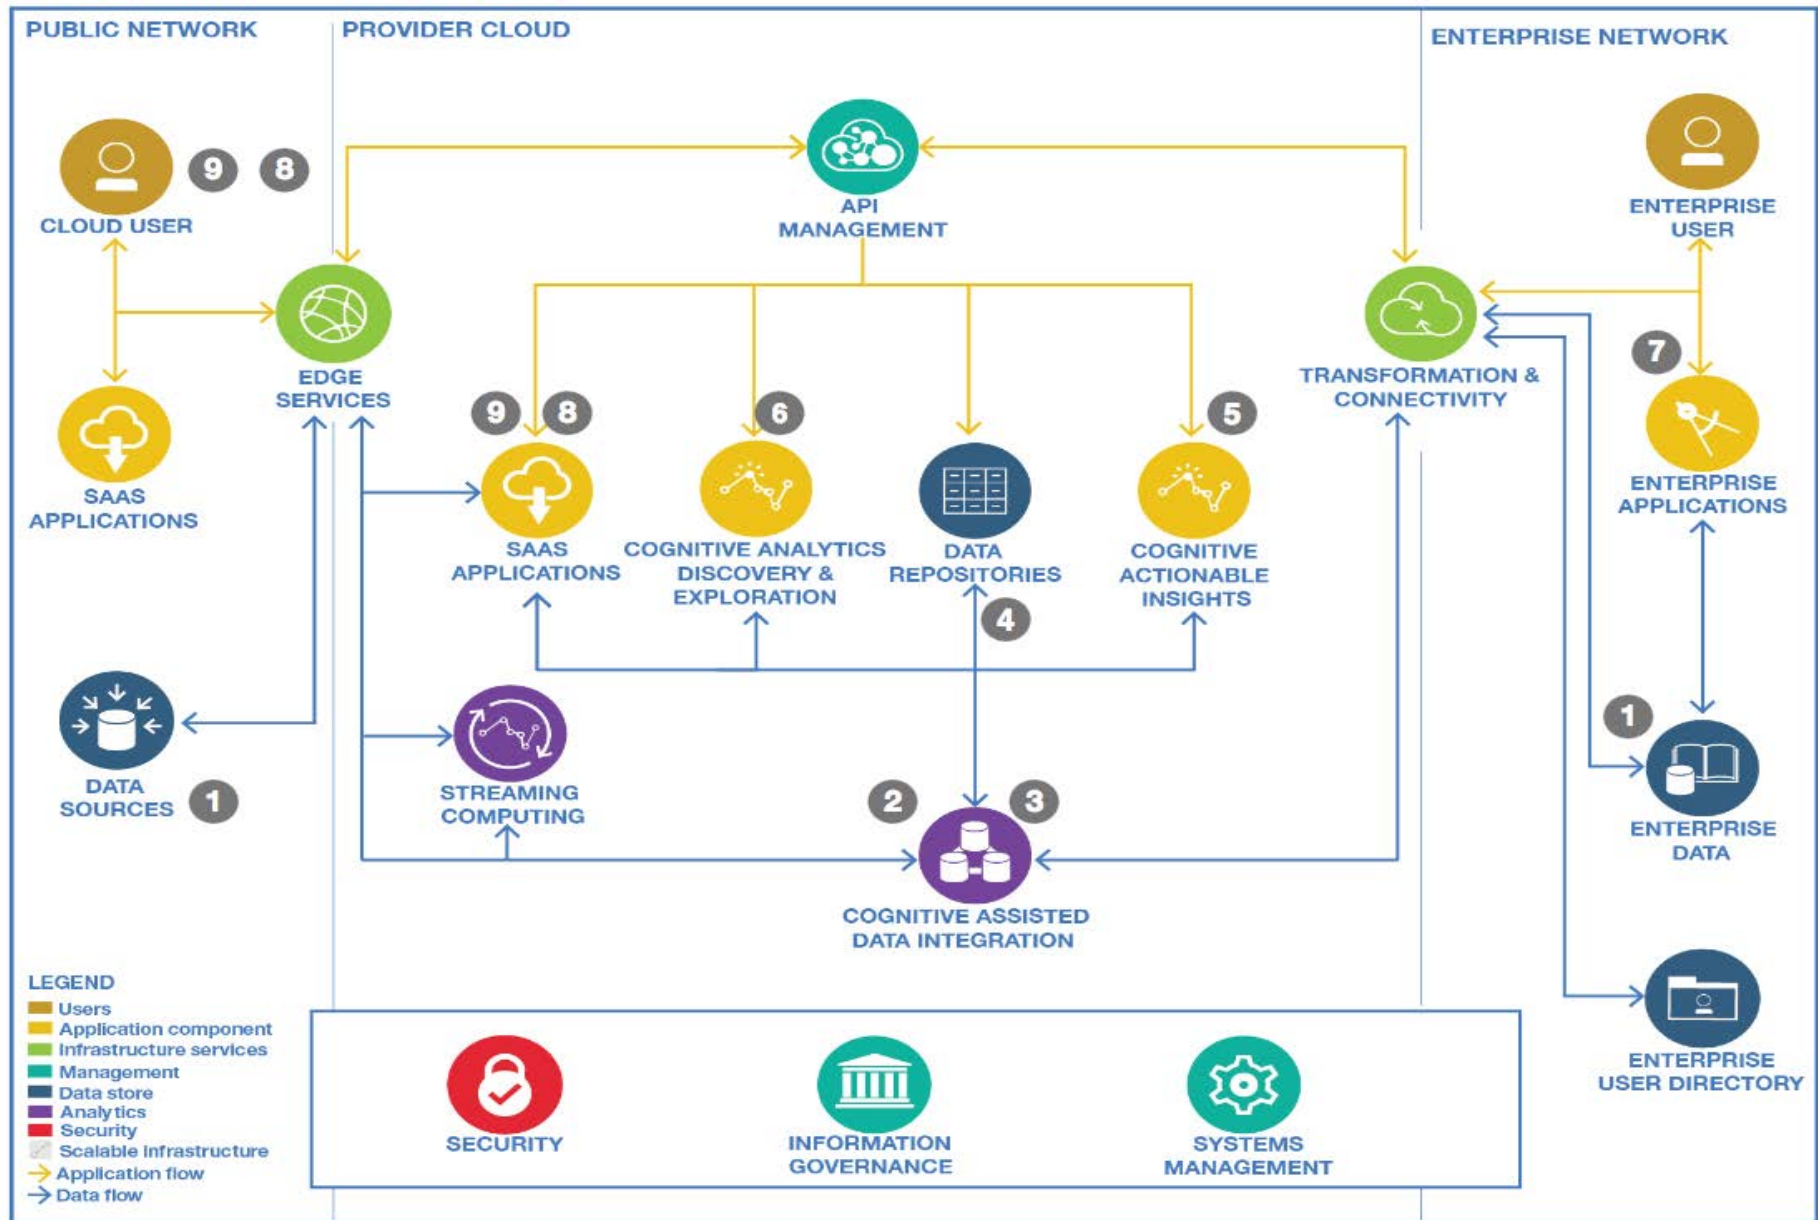 PUBLIC NETWORK
PROVIDER CLOUD
ENTERPRISE NETWORK
CLOUD USER
9
8
API
MANAGEMENT
ENTERPRISE
USER
EDGE
SERVICES
TRANSFORMATION &
CONNECTIVITY
7
9
8
6
5
SAAS
APPLICATIONS
SAAS
APPLICATIONS
COGNITIVE ANALYTICS
DISCOVERY &
EXPLORATION
DATA
REPOSITORIES
COGNITIVE
ACTIONABLE
INSIGHTS
ENTERPRISE
APPLICATIONS
4
DATA
SOURCES
1
STREAMING
COMPUTING
2
3
1
ENTERPRISE
DATA
COGNITIVE ASSISTED
DATA INTEGRATION
LEGEND
Users
Application component
Infrastructure services
Management
Data store
Analytics
Security
Scalable Infrastructure
Application flow
Data flow
SECURITY
INFORMATION
GOVERNANCE
SYSTEMS
MANAGEMENT
ENTERPRISE
USER DIRECTORY